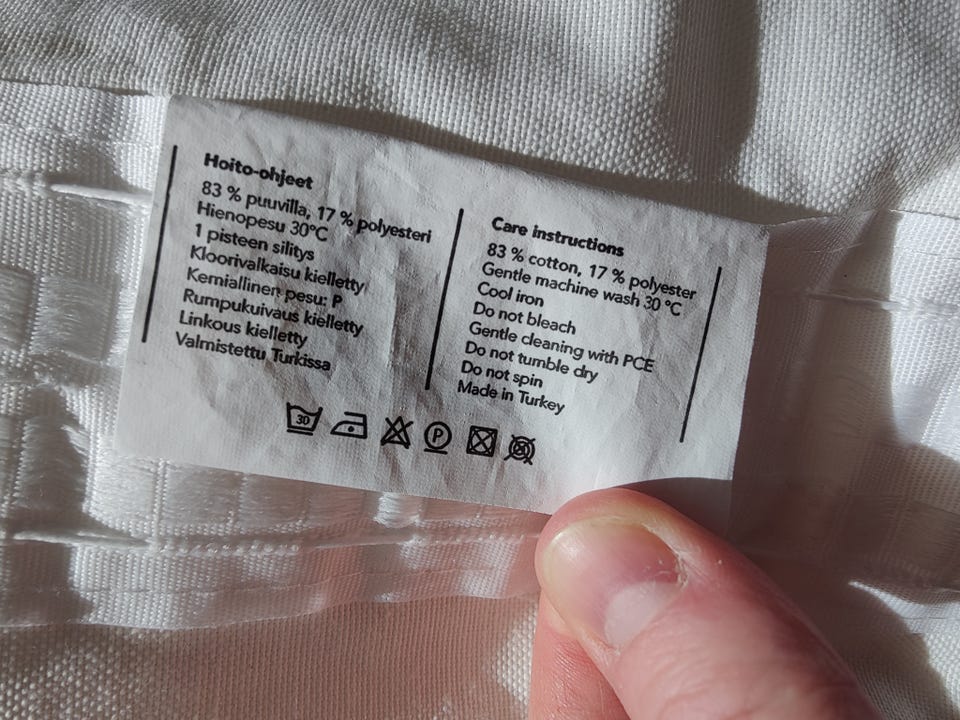 Hoito-ohjeet
83 % puuvilla, 17 % polyesteri
Hienopesu 30°C
1 pisteen silitys
Kloorivalkaisu kielletty
Kemiallinen pesu: P
Rumpukuivaus kielletty
Linkous kielletty
Valmistettu Turkissa
Care instructions
83 % cotton, 17 % polyester
Gentle machine wash 30 °C
Cool iron
Do not bleach
Gentle cleaning with PCE
Do not tumble dry
Do not spin
Made in Turkey
30 P